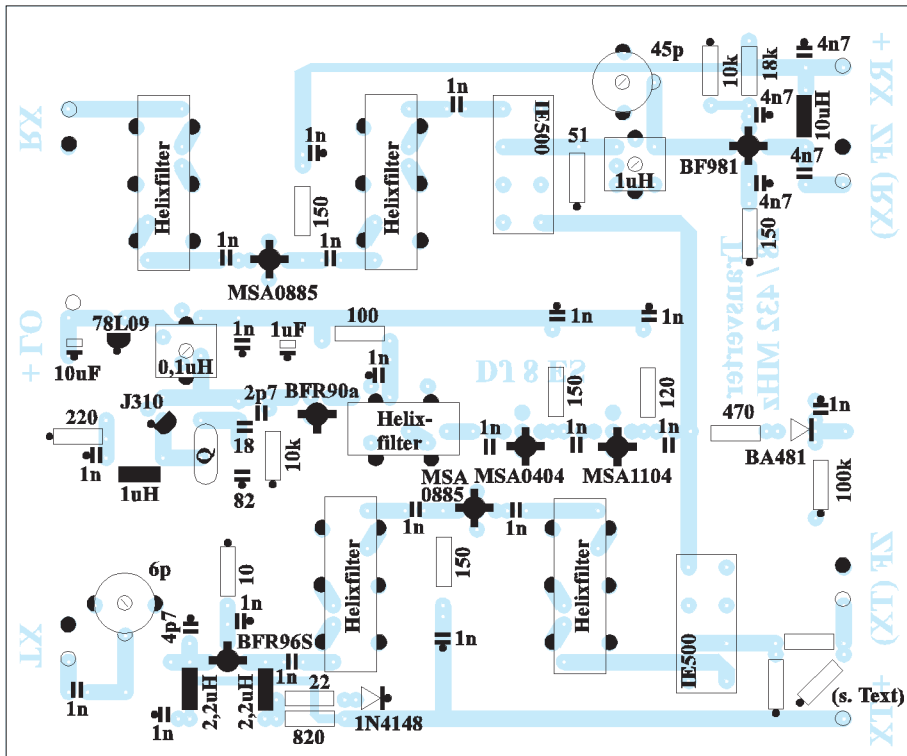 45p
4n7
+ RX
10k
18k
1n
IE500
4n7
10uH
RX
1n
51
Helixfilter
Helixfilter
BF981
4n7
ZF (RX)
1uH
4n7
150
150
1n
1n
28 / 432 MHz
Transverter
MSA0885
78L09
1n
1uF
100
1n
1n
+ LO
10uF
0,1uH
1n
DJ 8 ES
J310
2p7
BFR90a
150
120
470
1n
220
18
10k
Helix-
filter
1n
1n
1n
BA481
1n
Q
MSA
0885
MSA0404
MSA1104
100k
1uH
82
1n
1n
6p
10
150
Helixfilter
Helixfilter
ZF (TX)
4p7
1n
BFR96S
1n
TX
IE500
1n
2,2uH
2,2uH
1n
22
1N4148
820
1n
(s. Text)
+ TX